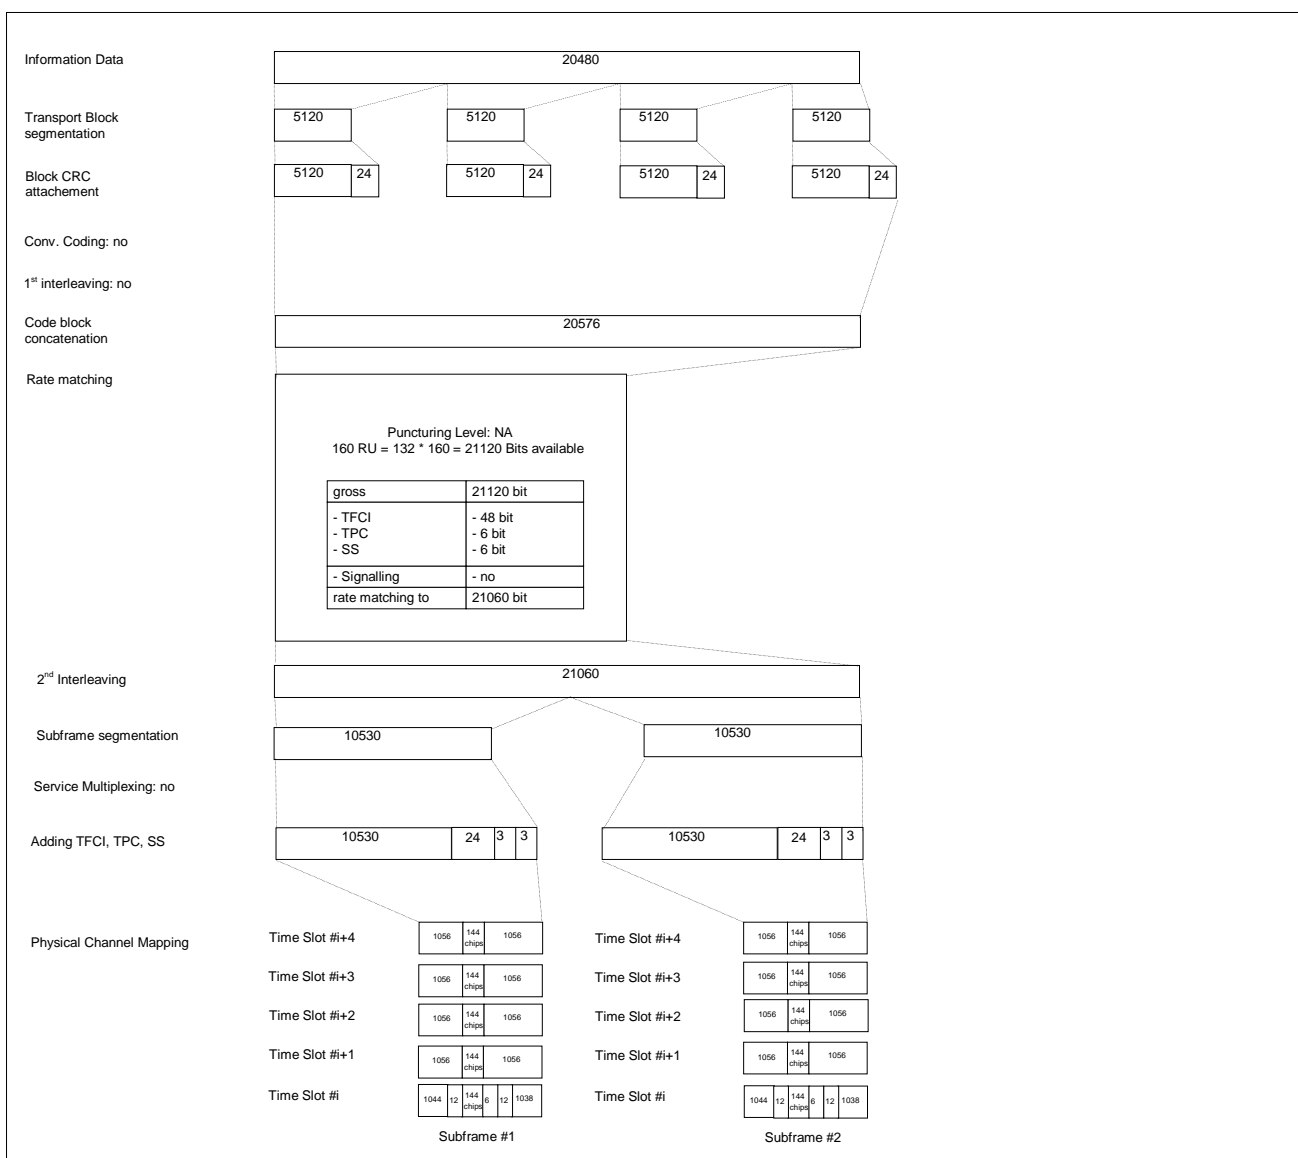 Information Data
20480
Transport Block
segmentation
5120 5120 5120 5120
Block CRC
attachement
5120 24 5120 24 5120 24 5120 24
Conv. Coding: no
1st interleaving: no
Code block
concatenation
20576
Rate matching
Puncturing Level: NA
160 RU = 132 * 160 = 21120 Bits available
gross 21120 bit
- TFCI - 48 bit
- TPC - 6 bit
- SS - 6 bit
- Signalling - no
rate matching to 21060 bit
2nd Interleaving
21060
Subframe segmentation
10530 10530
Service Multiplexing: no
Adding TFCI, TPC, SS
10530 24 3 3 10530 24 3 3
Physical Channel Mapping
Time Slot #i+4 1056 144 chips 1056 Time Slot #i+4 1056 144 chips 1056
Time Slot #i+3 1056 144 chips 1056 Time Slot #i+3 1056 144 chips 1056
Time Slot #i+2 1056 144 chips 1056 Time Slot #i+2 1056 144 chips 1056
Time Slot #i+1 1056 144 chips 1056 Time Slot #i+1 1056 144 chips 1056
Time Slot #i 1044 12 144 chips 6 12 1038 Time Slot #i 1044 12 144 chips 6 12 1038
Subframe #1 Subframe #2